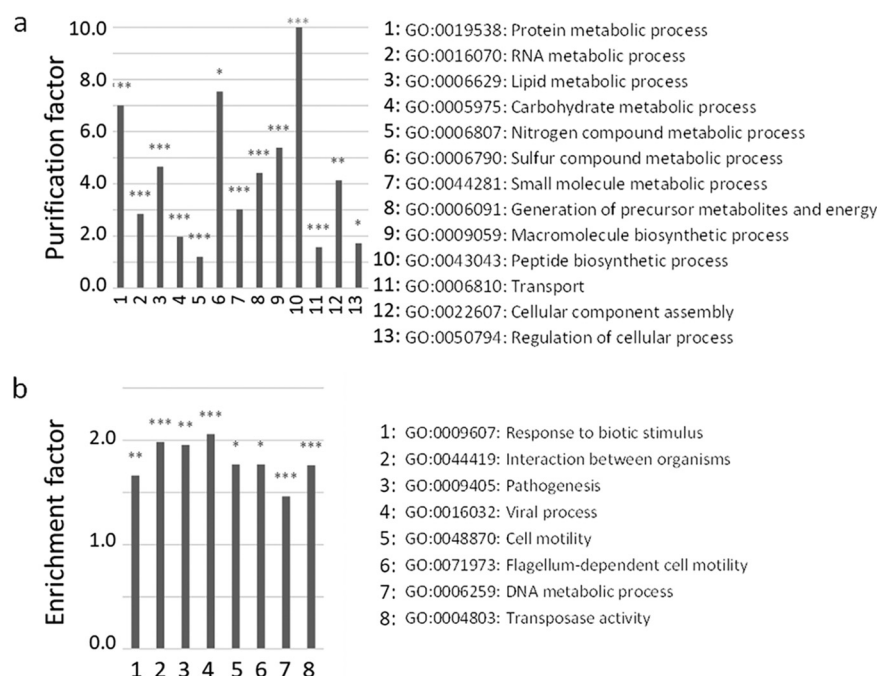 a
Purification factor
10.0
8.0
6.0
4.0
2.0
0.0
***
***
***
***
***
*
***
***
***
***
***
**
*
1 2 3 4 5 6 7 8 9 10 11 12 13
1: GO:0019538: Protein metabolic process
2: GO:0016070: RNA metabolic process
3: GO:0006629: Lipid metabolic process
4: GO:0005975: Carbohydrate metabolic process
5: GO:0006807: Nitrogen compound metabolic process
6: GO:0006790: Sulfur compound metabolic process
7: GO:0044281: Small molecule metabolic process
8: GO:0006091: Generation of precursor metabolites and energy
9: GO:0009059: Macromolecule biosynthetic process
10: GO:0043043: Peptide biosynthetic process
11: GO:0006810: Transport
12: GO:0022607: Cellular component assembly
13: GO:0050794: Regulation of cellular process
b
Enrichment factor
2.0
1.0
0.0
**
***
**
***
*
*
***
***
1 2 3 4 5 6 7 8
1: GO:0009607: Response to biotic stimulus
2: GO:0044419: Interaction between organisms
3: GO:0009405: Pathogenesis
4: GO:0016032: Viral process
5: GO:0048870: Cell motility
6: GO:0071973: Flagellum-dependent cell motility
7: GO:0006259: DNA metabolic process
8: GO:0004803: Transposase activity